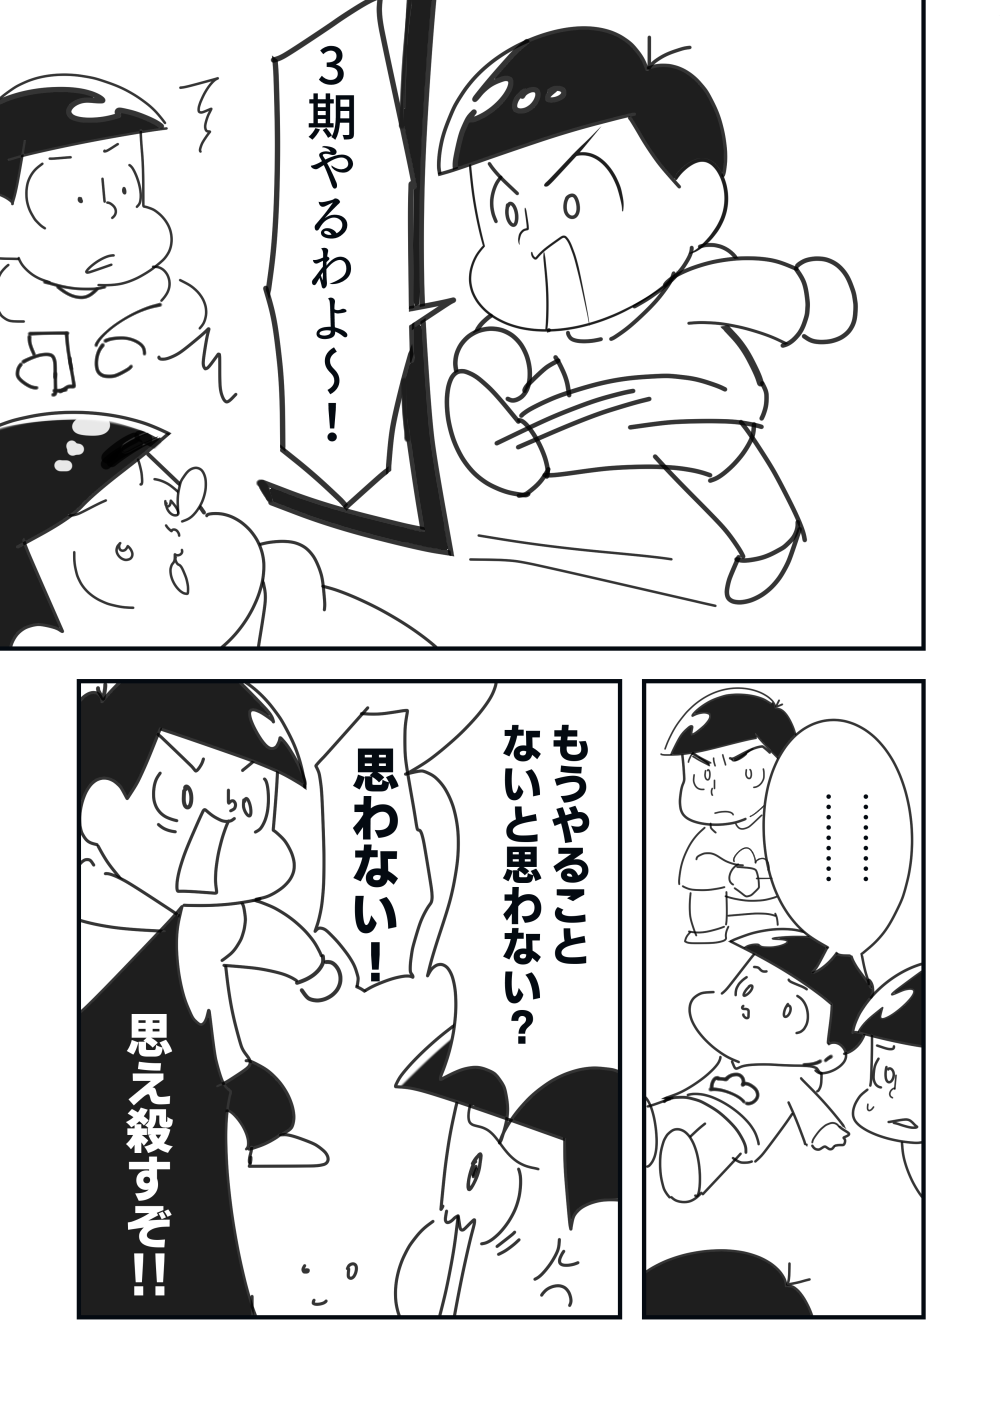 ３期やるわよ～！
………
………
もうやること
ないと思わない？
思わない！
思え殺すぞ!!